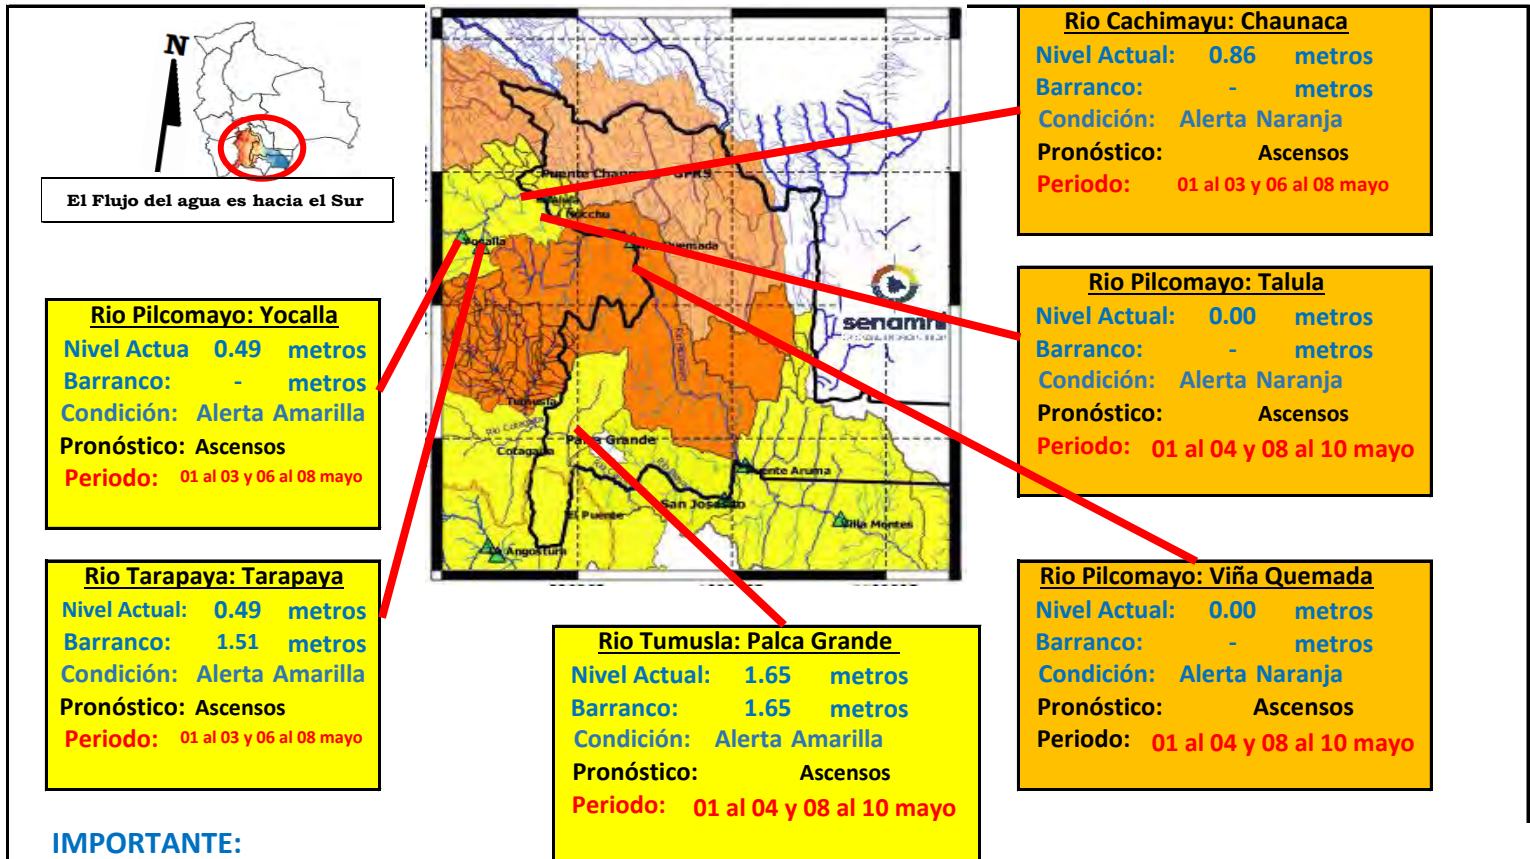 N
El Flujo del agua es hacia el Sur
Rio Pilcomayo: Yocalla
Nivel Actua 0.49 metros
Barranco: - metros
Condición: Alerta Amarilla
Pronóstico: Ascensos
Periodo: 01 al 03 y 06 al 08 mayo
Rio Tarapaya: Tarapaya
Nivel Actual: 0.49 metros
Barranco: 1.51 metros
Condición: Alerta Amarilla
Pronóstico: Ascensos
Periodo: 01 al 03 y 06 al 08 mayo
IMPORTANTE:
Puente
Yocalla
Quemada
senamhi
Tumusla
Palca Grande
Cotagaita
Puente Aruma
San Josecito
El Puente
Villa Montes
Angostura
Rio Tumusla: Palca Grande
Nivel Actual: 1.65 metros
Barranco: 1.65 metros
Condición: Alerta Amarilla
Pronóstico: Ascensos
Periodo: 01 al 04 y 08 al 10 mayo
Rio Cachimayu: Chaunaca
Nivel Actual: 0.86 metros
Barranco: - metros
Condición: Alerta Naranja
Pronóstico: Ascensos
Periodo: 01 al 03 y 06 al 08 mayo
Rio Pilcomayo: Talula
Nivel Actual: 0.00 metros
Barranco: - metros
Condición: Alerta Naranja
Pronóstico: Ascensos
Periodo: 01 al 04 y 08 al 10 mayo
Rio Pilcomayo: Viña Quemada
Nivel Actual: 0.00 metros
Barranco: - metros
Condición: Alerta Naranja
Pronóstico: Ascensos
Periodo: 01 al 04 y 08 al 10 mayo